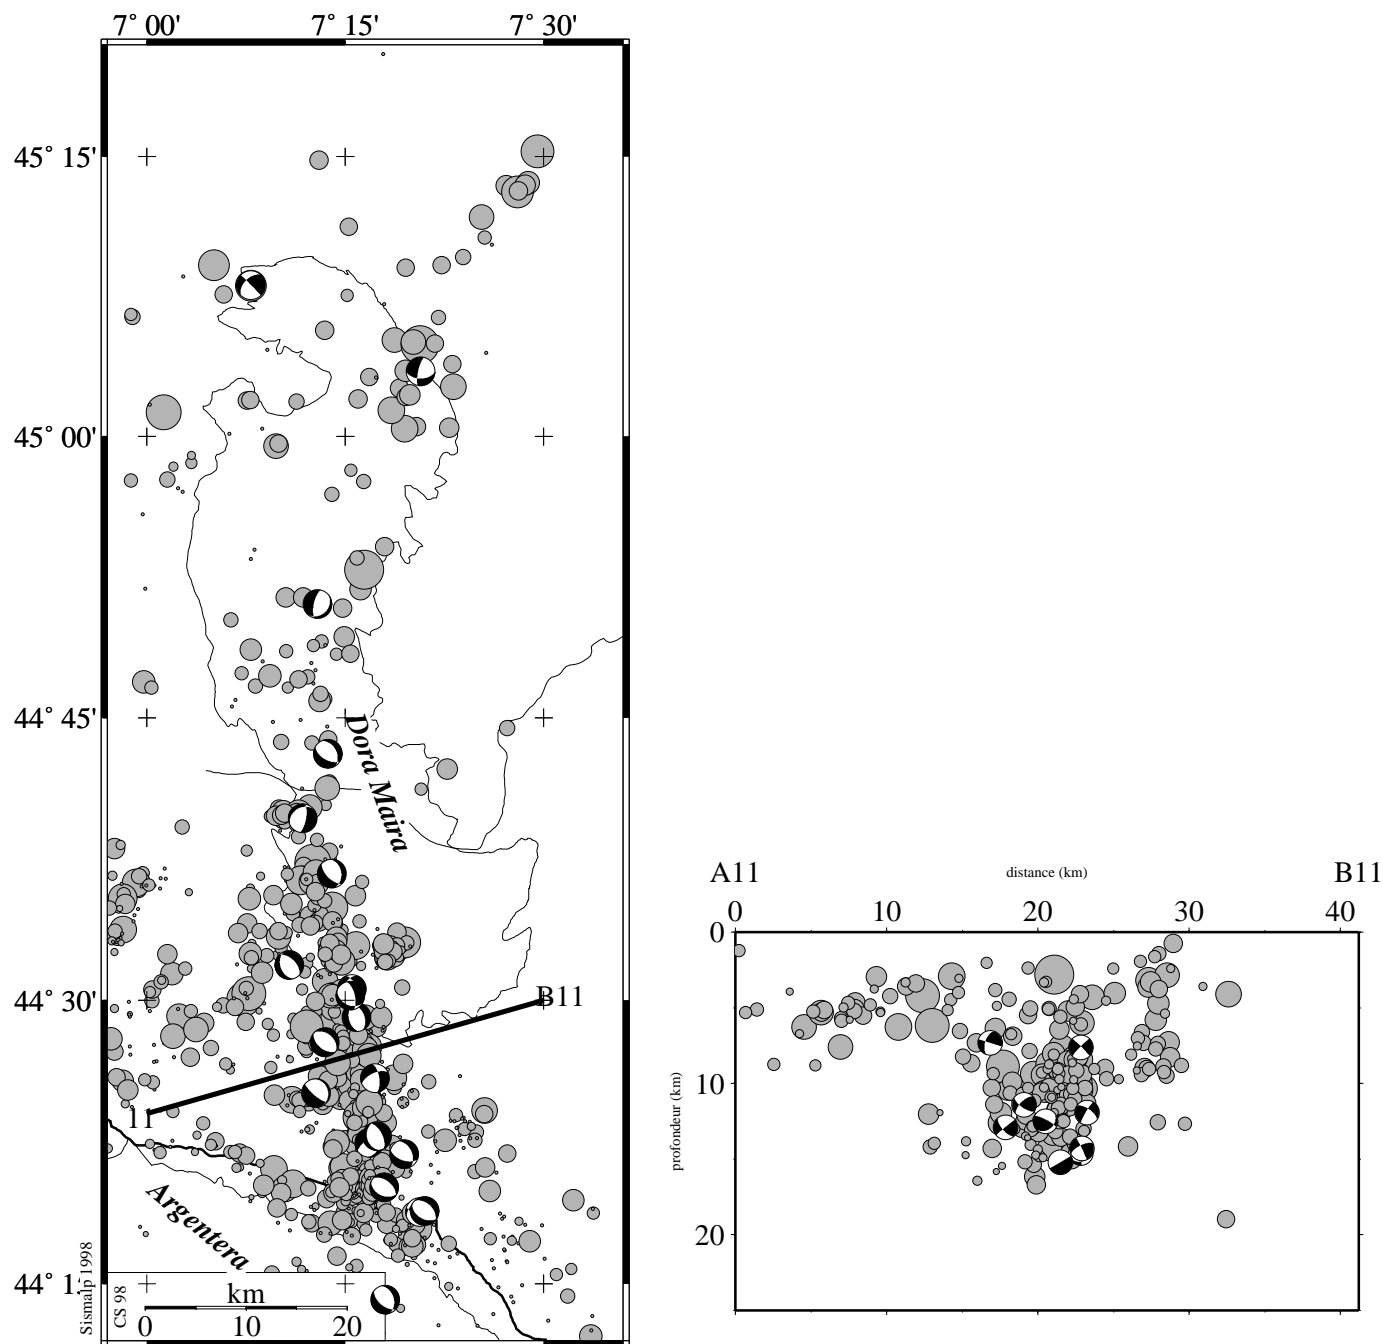 7° 00' 7° 15' 7° 30'
45° 15'
45° 00'
44° 45'
44° 30'
44° 1
Dora Maira
B11
11
Argentera
Sismalp 1998
CS 98
km
0 10 20
A11 distance (km) B11
0 10 20 30 40
profondeur (km)
0
10
20